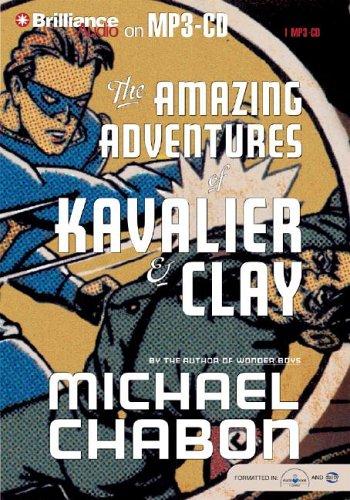 Brilliance
Audio on MP3-CD
1 MP3-CD
The AMAZING
ADVENTURES
of
KAVALIER
& CLAY
BY THE AUTHOR OF WONDER BOYS
MICHAEL
CHABON
FORMATTED IN:
AND